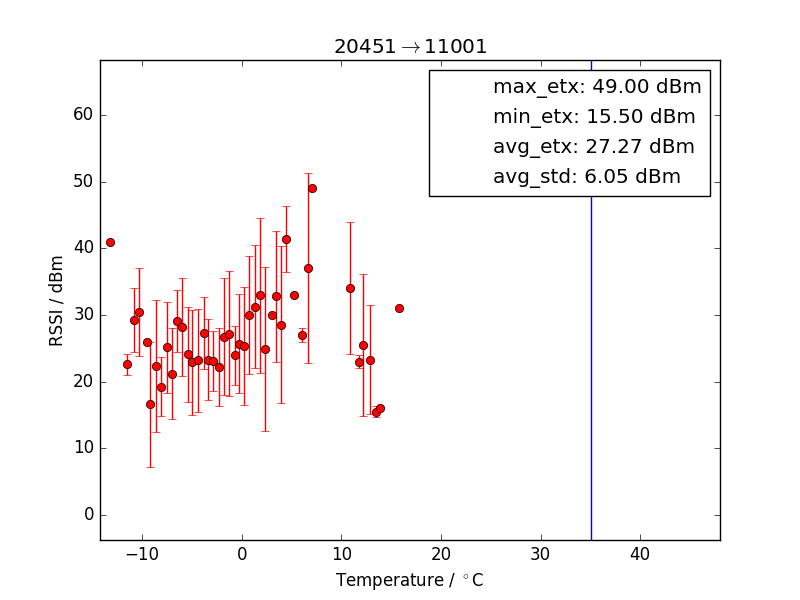 20451→11001
max_etx: 49.00 dBm
min_etx: 15.50 dBm
avg_etx: 27.27 dBm
avg_std: 6.05 dBm
RSSI / dBm
60
50
40
30
20
10
0
−10 0 10 20 30 40
Temperature / °C